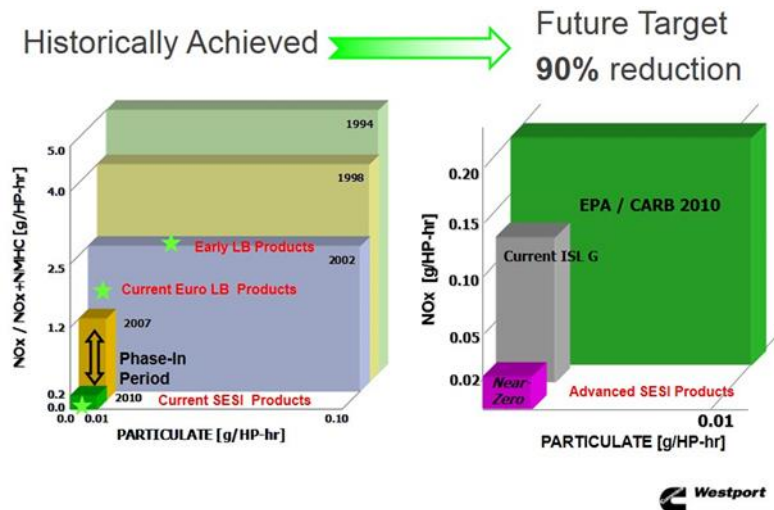 Historically Achieved
Future Target
90% reduction
NOx / NOx+NMHC [g/HP-hr]
5.0
4.0
2.5
1.2
0.2
0.0
0.0
0.01
0.10
PARTICULATE [g/HP-hr]
1994
1998
2002
Early LB Products
Current Euro LB Products
2007
Phase-In
Period
2010
Current SESI Products
NOx [g/HP-hr]
0.20
0.15
0.10
0.05
0.02
EPA / CARB 2010
Current ISL G
Near-
Zero
Advanced SESI Products
0.01
PARTICULATE [g/HP-hr]
Westport